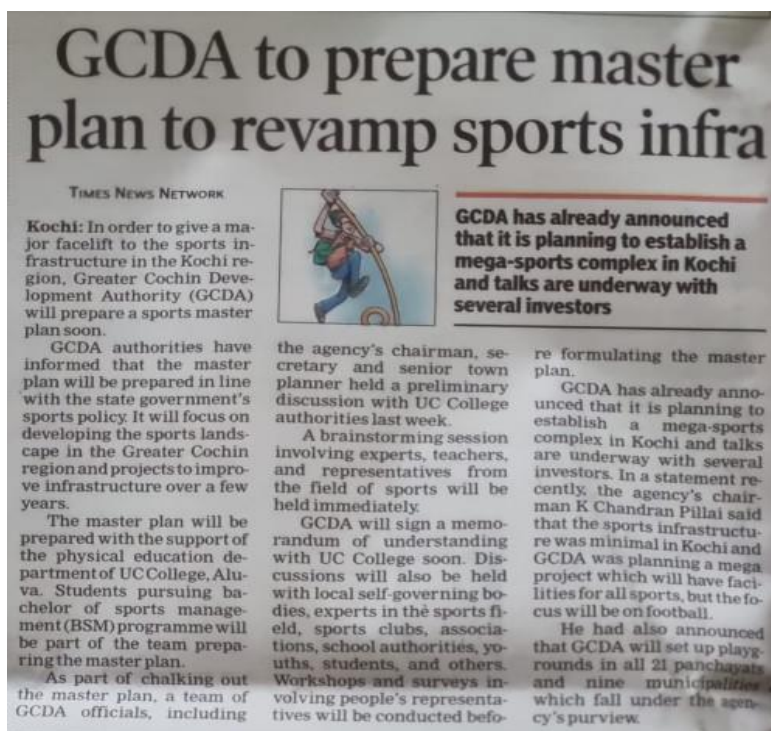 GCDA to prepare master
plan to revamp sports infra
TIMES NEWS NETWORK
Kochi: In order to give a ma-
jor facelift to the sports in-
frastructure in the Kochi re-
gion, Greater Cochin Deve-
lopment Authority (GCDA)
will prepare a sports master
plan soon.
GCDA authorities have
informed that the master
plan will be prepared in line
with the state government's
sports policy. It will focus on
developing the sports lands-
cape in the Greater Cochin
region and projects to impro-
ve infrastructure over a few
years.
The master plan will be
prepared with the support of
the physical education de-
partment of UC College, Alu-
va. Students pursuing ba-
chelor of sports manage-
ment (BSM) programme will
be part of the team prepa-
ring the master plan.
As part of chalking out
the master plan, a team of
GCDA officials, including
GCDA has already announced
that it is planning to establish a
mega-sports complex in Kochi
and talks are underway with
several investors
the agency's chairman, se-
cretary and senior town
planner held a preliminary
discussion with UC College
authorities last week.
A brainstorming session
involving experts, teachers,
and representatives from
the field of sports will be
held immediately.
GCDA will sign a memo-
randum of understanding
with UC College soon. Dis-
cussions will also be held
with local self-governing bo-
dies, experts in the sports fi-
eld, sports clubs, associa-
tions, school authorities, yo-
uths, students, and others.
Workshops and surveys in-
volving people's representa-
tives will be conducted befo-
re formulating the master
plan.
GCDA has already anno-
unced that it is planning to
establish a mega-sports
complex in Kochi and talks
are underway with several
investors. In a statement re-
cently, the agency's chair-
man K Chandran Pillai said
that the sports infrastructu-
re was minimal in Kochi and
GCDA was planning a mega
project which will have faci-
lities for all sports, but the fo-
cus will be on football.
He had also announced
that GCDA will set up playg-
rounds in all 21 panchayats
and nine municipalities
which fall under the agen-
cy's purview.